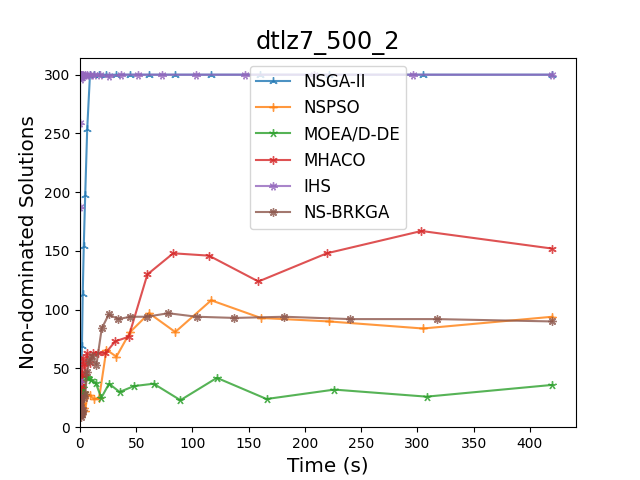 dtlz7_500_2
Non-dominated Solutions
300
250
200
150
100
50
0
NSGA-II
NSPSO
MOEA/D-DE
MHACO
IHS
NS-BRKGA
0 50 100 150 200 250 300 350 400
Time (s)